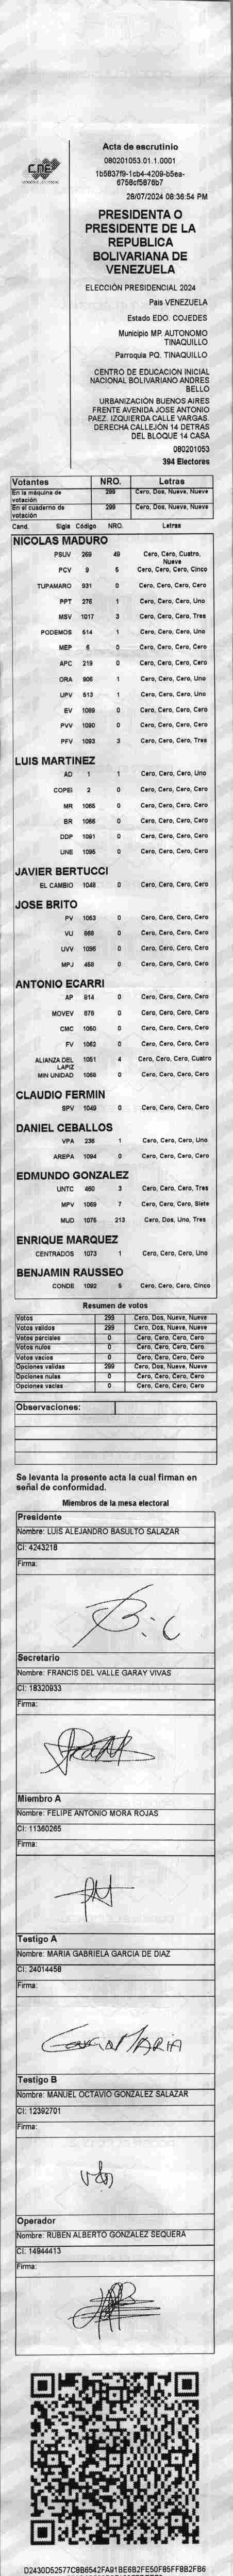 CNE
Acta de escrutinio
080201053.01.1.0001
1b5837f9-1cb4-4209-b5ea-
6758cf5876b7
28/07/2024 08:36:54 PM
PRESIDENTA O
PRESIDENTE DE LA
REPUBLICA
BOLIVARIANA DE
VENEZUELA
ELECCIÓN PRESIDENCIAL 2024
Pais VENEZUELA
Estado EDO. COJEDES
Municipio MP. AUTONOMO
TINAQUILLO
Parroquia PQ. TINAQUILLO
CENTRO DE EDUCACION INICIAL
NACIONAL BOLIVARIANO ANDRES
BELLO
URBANIZACIÓN BUENOS AIRES
FRENTE AVENIDA JOSE ANTONIO
PAEZ. IZQUIERDA CALLE VARGAS.
DERECHA CALLEJÓN 14 DETRAS
DEL BLOQUE 14 CASA
080201053
394 Electores
Votantes NRO. Letras
En la máquina de votación 299 Cero, Dos, Nueve, Nueve
En el cuaderno de votación 299 Cero, Dos, Nueve, Nueve
Cand. Sigla Código NRO. Letras
NICOLAS MADURO
PSUV 269 49 Cero, Cero, Cuatro, Nueve
PCV 9 5 Cero, Cero, Cero, Cinco
TUPAMARO 931 0 Cero, Cero, Cero, Cero
PPT 276 1 Cero, Cero, Cero, Uno
MSV 1017 3 Cero, Cero, Cero, Tres
PODEMOS 514 1 Cero, Cero, Cero, Uno
MEP 6 0 Cero, Cero, Cero, Cero
APC 219 0 Cero, Cero, Cero, Cero
ORA 906 1 Cero, Cero, Cero, Uno
UPV 513 1 Cero, Cero, Cero, Uno
EV 1089 0 Cero, Cero, Cero, Cero
PVV 1090 0 Cero, Cero, Cero, Cero
PFV 1093 3 Cero, Cero, Cero, Tres
LUIS MARTINEZ
AD 1 1 Cero, Cero, Cero, Uno
COPEI 2 0 Cero, Cero, Cero, Cero
MR 1065 0 Cero, Cero, Cero, Cero
BR 1066 0 Cero, Cero, Cero, Cero
DDP 1091 0 Cero, Cero, Cero, Cero
UNE 1095 0 Cero, Cero, Cero, Cero
JAVIER BERTUCCI
EL CAMBIO 1048 0 Cero, Cero, Cero, Cero
JOSE BRITO
PV 1053 0 Cero, Cero, Cero, Cero
VU 868 0 Cero, Cero, Cero, Cero
UVV 1096 0 Cero, Cero, Cero, Cero
MPJ 458 0 Cero, Cero, Cero, Cero
ANTONIO ECARRI
AP 814 0 Cero, Cero, Cero, Cero
MOVEV 878 0 Cero, Cero, Cero, Cero
CMC 1050 0 Cero, Cero, Cero, Cero
FV 1062 0 Cero, Cero, Cero, Cero
ALIANZA DEL LAPIZ 1051 4 Cero, Cero, Cero, Cuatro
MIN UNIDAD 1068 0 Cero, Cero, Cero, Cero
CLAUDIO FERMIN
SPV 1049 0 Cero, Cero, Cero, Cero
DANIEL CEBALLOS
VPA 236 1 Cero, Cero, Cero, Uno
AREPA 1094 0 Cero, Cero, Cero, Cero
EDMUNDO GONZALEZ
UNTC 460 3 Cero, Cero, Cero, Tres
MPV 1069 7 Cero, Cero, Cero, Siete
MUD 1075 213 Cero, Dos, Uno, Tres
ENRIQUE MARQUEZ
CENTRADOS 1073 1 Cero, Cero, Cero, Uno
BENJAMIN RAUSSEO
CONDE 1092 5 Cero, Cero, Cero, Cinco
Resumen de votos
Votos 299 Cero, Dos, Nueve, Nueve
Votos validos 299 Cero, Dos, Nueve, Nueve
Votos parciales 0 Cero, Cero, Cero, Cero
Votos nulos 0 Cero, Cero, Cero, Cero
Votos vacios 0 Cero, Cero, Cero, Cero
Opciones validas 299 Cero, Dos, Nueve, Nueve
Opciones nulas 0 Cero, Cero, Cero, Cero
Opciones vacias 0 Cero, Cero, Cero, Cero
Observaciones:
Se levanta la presente acta la cual firman en
señal de conformidad.
Miembros de la mesa electoral
Presidente
Nombre: LUIS ALEJANDRO BASULTO SALAZAR
CI: 4243218
Firma:
Secretario
Nombre: FRANCIS DEL VALLE GARAY VIVAS
CI: 18320933
Firma:
Miembro A
Nombre: FELIPE ANTONIO MORA ROJAS
CI: 11360265
Firma:
Testigo A
Nombre: MARIA GABRIELA GARCIA DE DIAZ
CI: 24014458
Firma:
Garcia MARIA
Testigo B
Nombre: MANUEL OCTAVIO GONZALEZ SALAZAR
CI: 12392701
Firma:
Operador
Nombre: RUBEN ALBERTO GONZALEZ SEQUERA
CI: 14944413
Firma:
D2430D52577C8B6542FA91BE6B2FE50F85FF8B2FB6